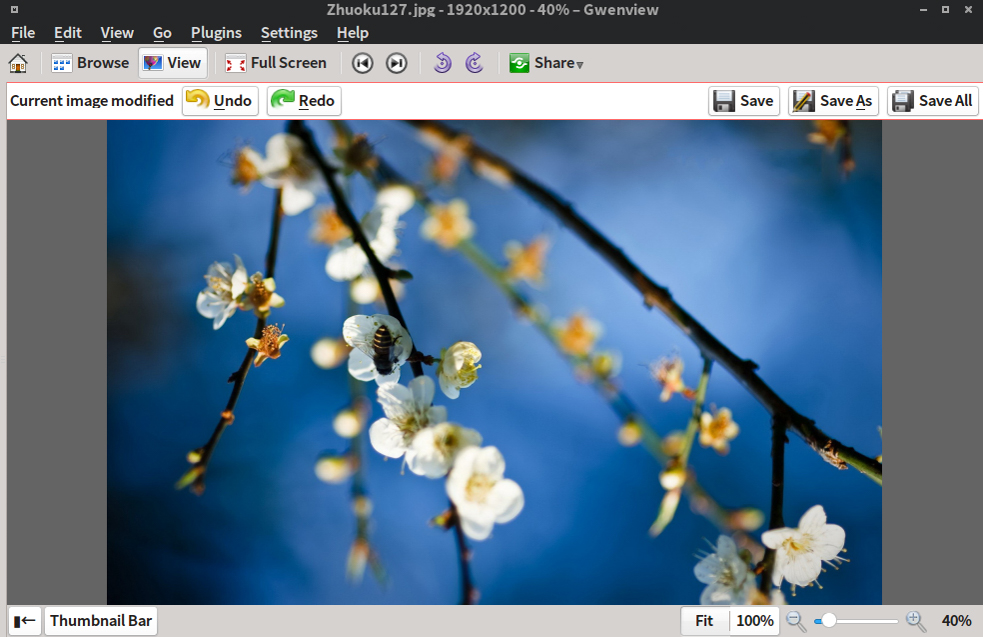 Zhuoku127.jpg - 1920x1200 - 40% – Gwenview
File Edit View Go Plugins Settings Help
Browse View Full Screen Share
Current image modified Undo Redo Save Save As Save All
Thumbnail Bar Fit 100% 40%